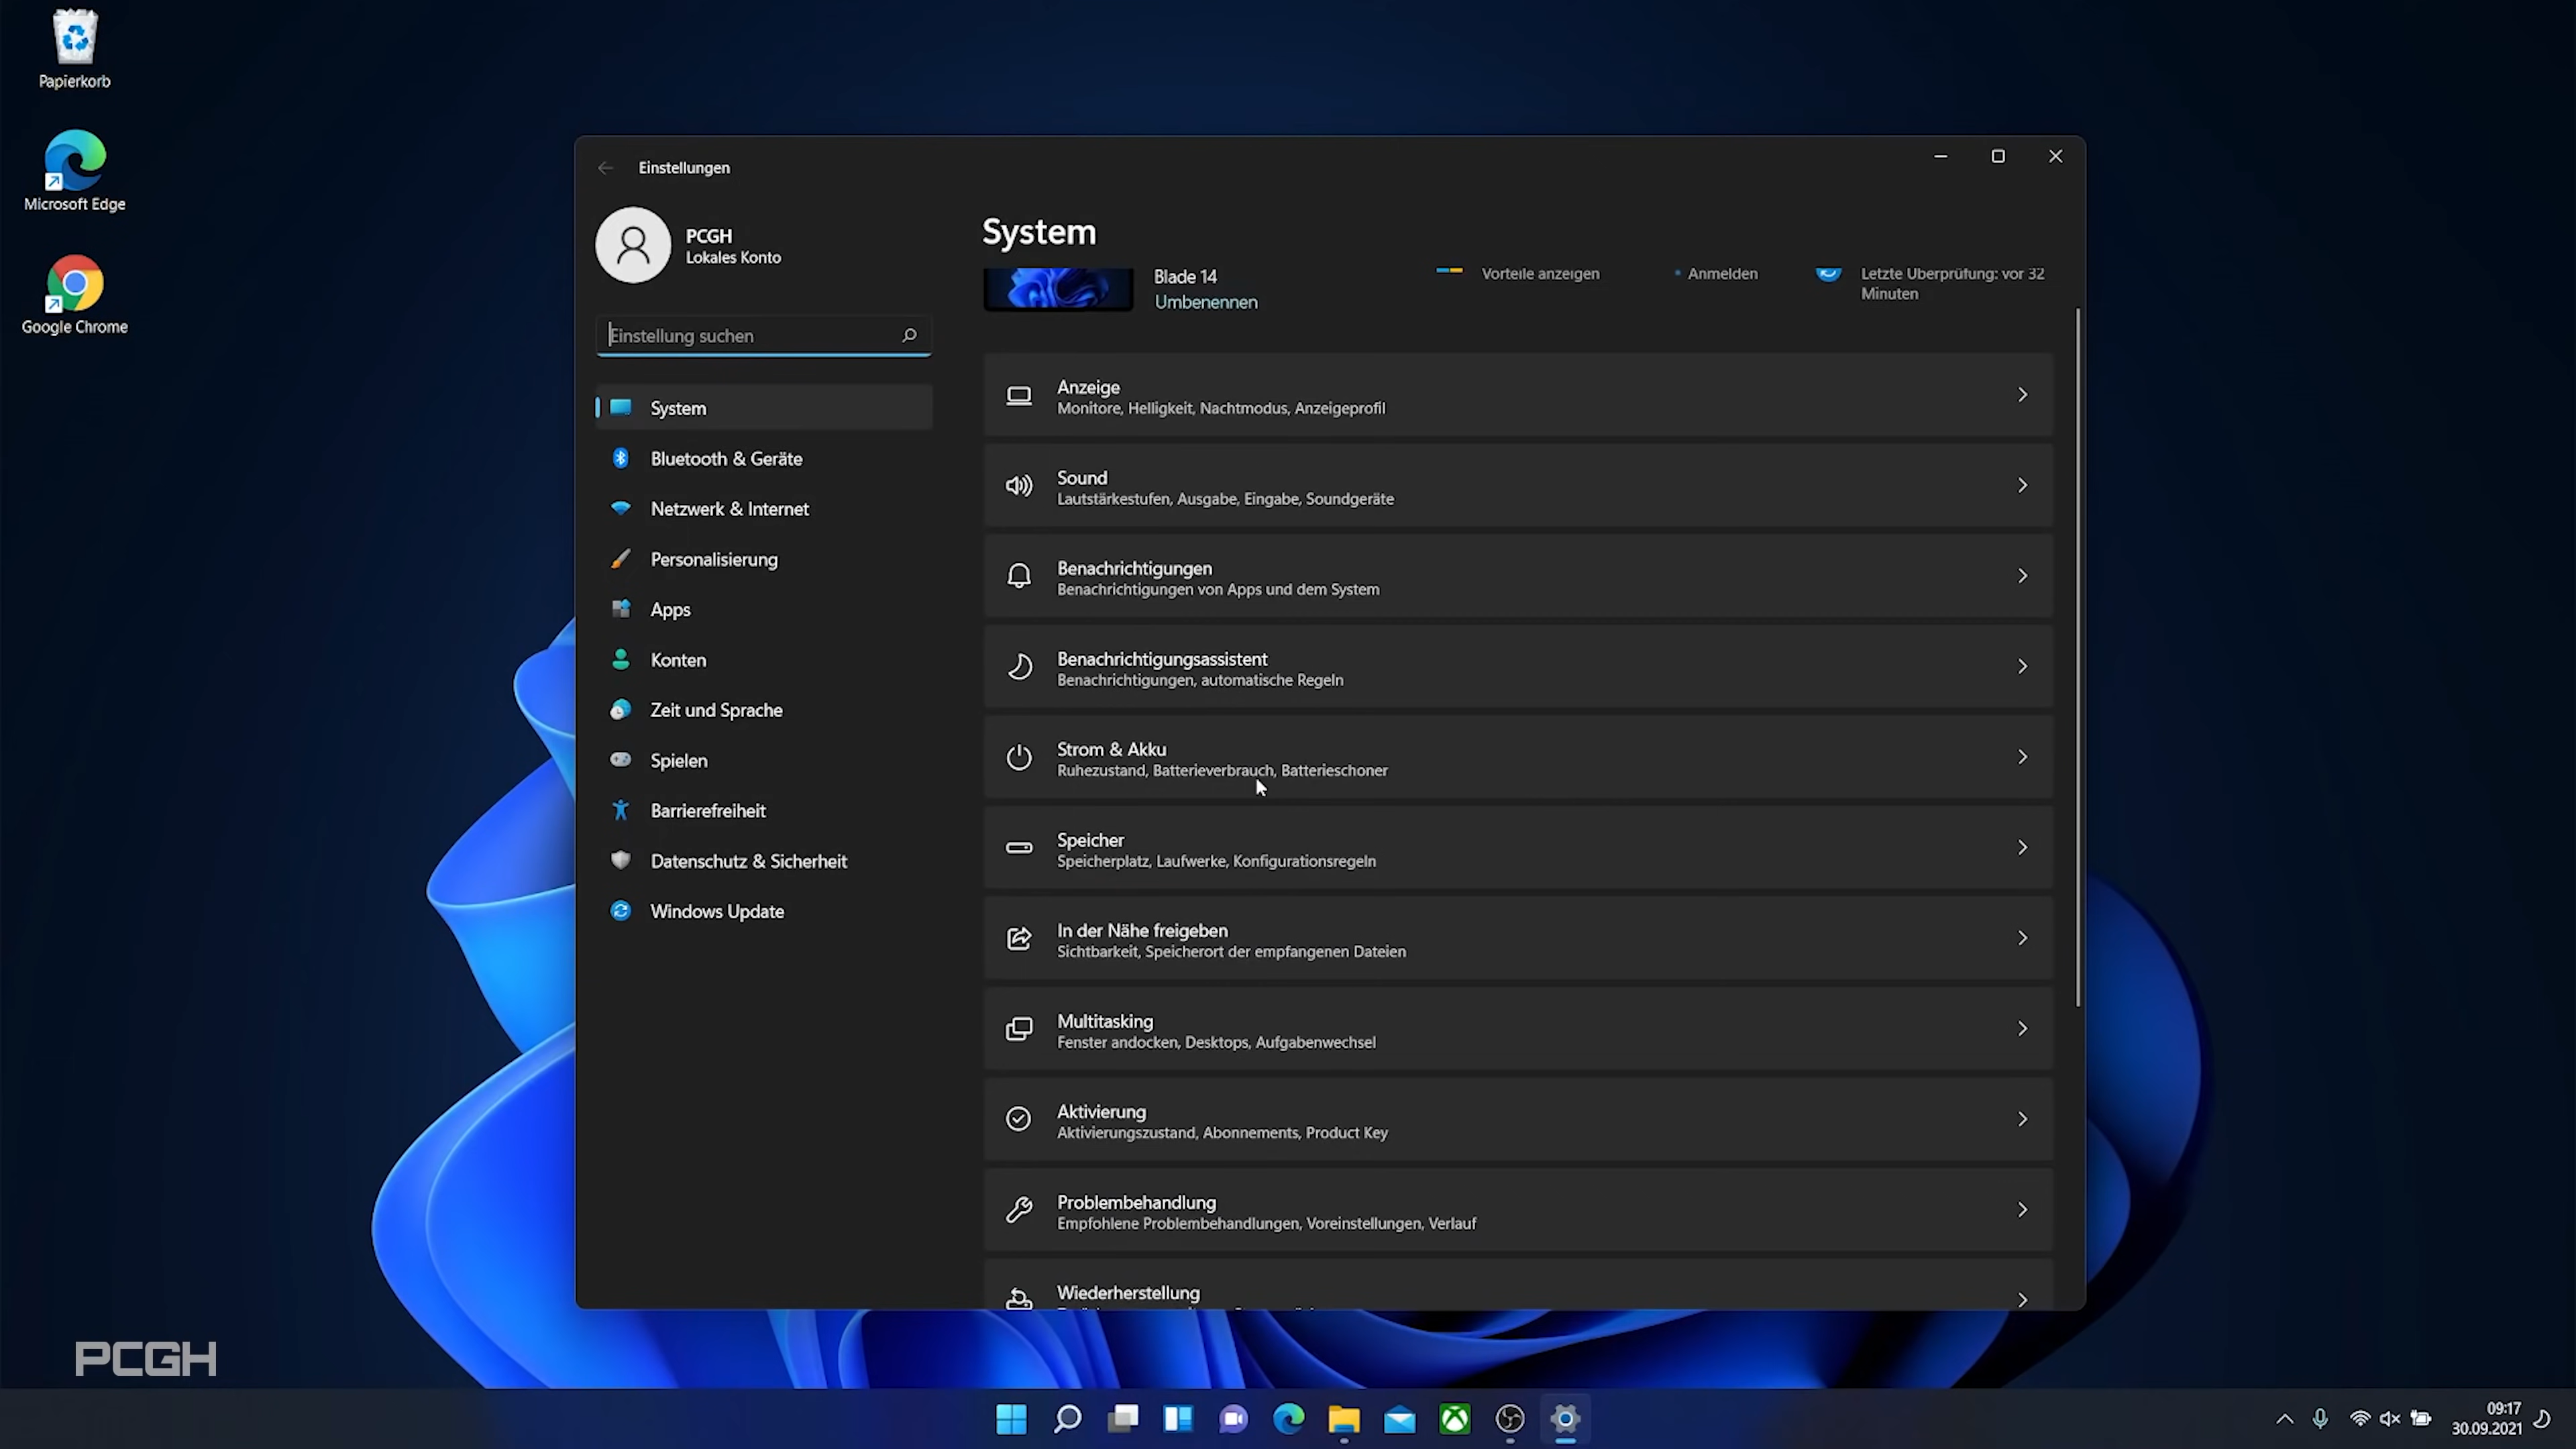 Papierkorb
Microsoft Edge
Google Chrome
Einstellungen
PCGH
Lokales Konto
Einstellung suchen
System
Bluetooth & Geräte
Netzwerk & Internet
Personalisierung
Apps
Konten
Zeit und Sprache
Spielen
Barrierefreiheit
Datenschutz & Sicherheit
Windows Update
System
Blade 14
Umbenennen
Vorteile anzeigen
• Anmelden
Letzte Überprüfung: vor 32
Minuten
Anzeige
Monitore, Helligkeit, Nachtmodus, Anzeigeprofil
Sound
Lautstärkestufen, Ausgabe, Eingabe, Soundgeräte
Benachrichtigungen
Benachrichtigungen von Apps und dem System
Benachrichtigungsassistent
Benachrichtigungen, automatische Regeln
Strom & Akku
Ruhezustand, Batterieverbrauch, Batterieschoner
Speicher
Speicherplatz, Laufwerke, Konfigurationsregeln
In der Nähe freigeben
Sichtbarkeit, Speicherort der empfangenen Dateien
Multitasking
Fenster andocken, Desktops, Aufgabenwechsel
Aktivierung
Aktivierungszustand, Abonnements, Product Key
Problembehandlung
Empfohlene Problembehandlungen, Voreinstellungen, Verlauf
Wiederherstellung
PCGH
09:17
30.09.2021